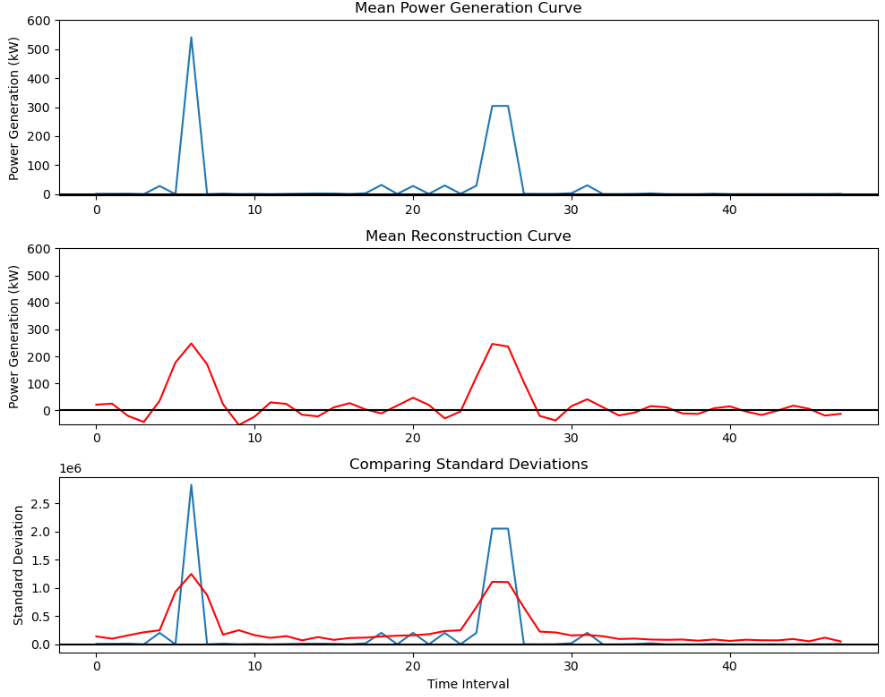 Mean Power Generation Curve
600
500
400
300
200
100
0
Power Generation (kW)
0 10 20 30 40
Mean Reconstruction Curve
600
500
400
300
200
100
0
Power Generation (kW)
0 10 20 30 40
Comparing Standard Deviations
1e6
2.5
2.0
1.5
1.0
0.5
0.0
Standard Deviation
0 10 20 30 40
Time Interval